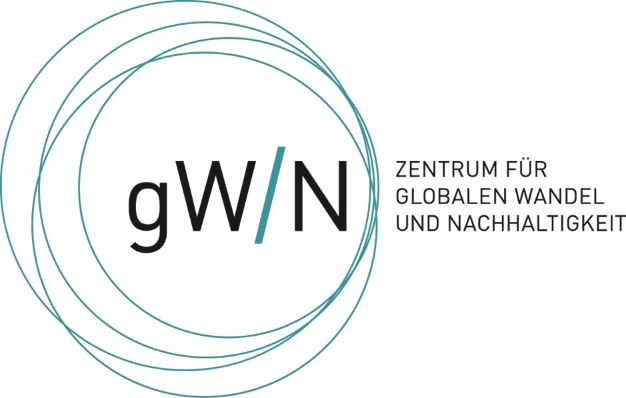 gW/N
ZENTRUM FÜR
GLOBALEN WANDEL
UND NACHHALTIGKEIT